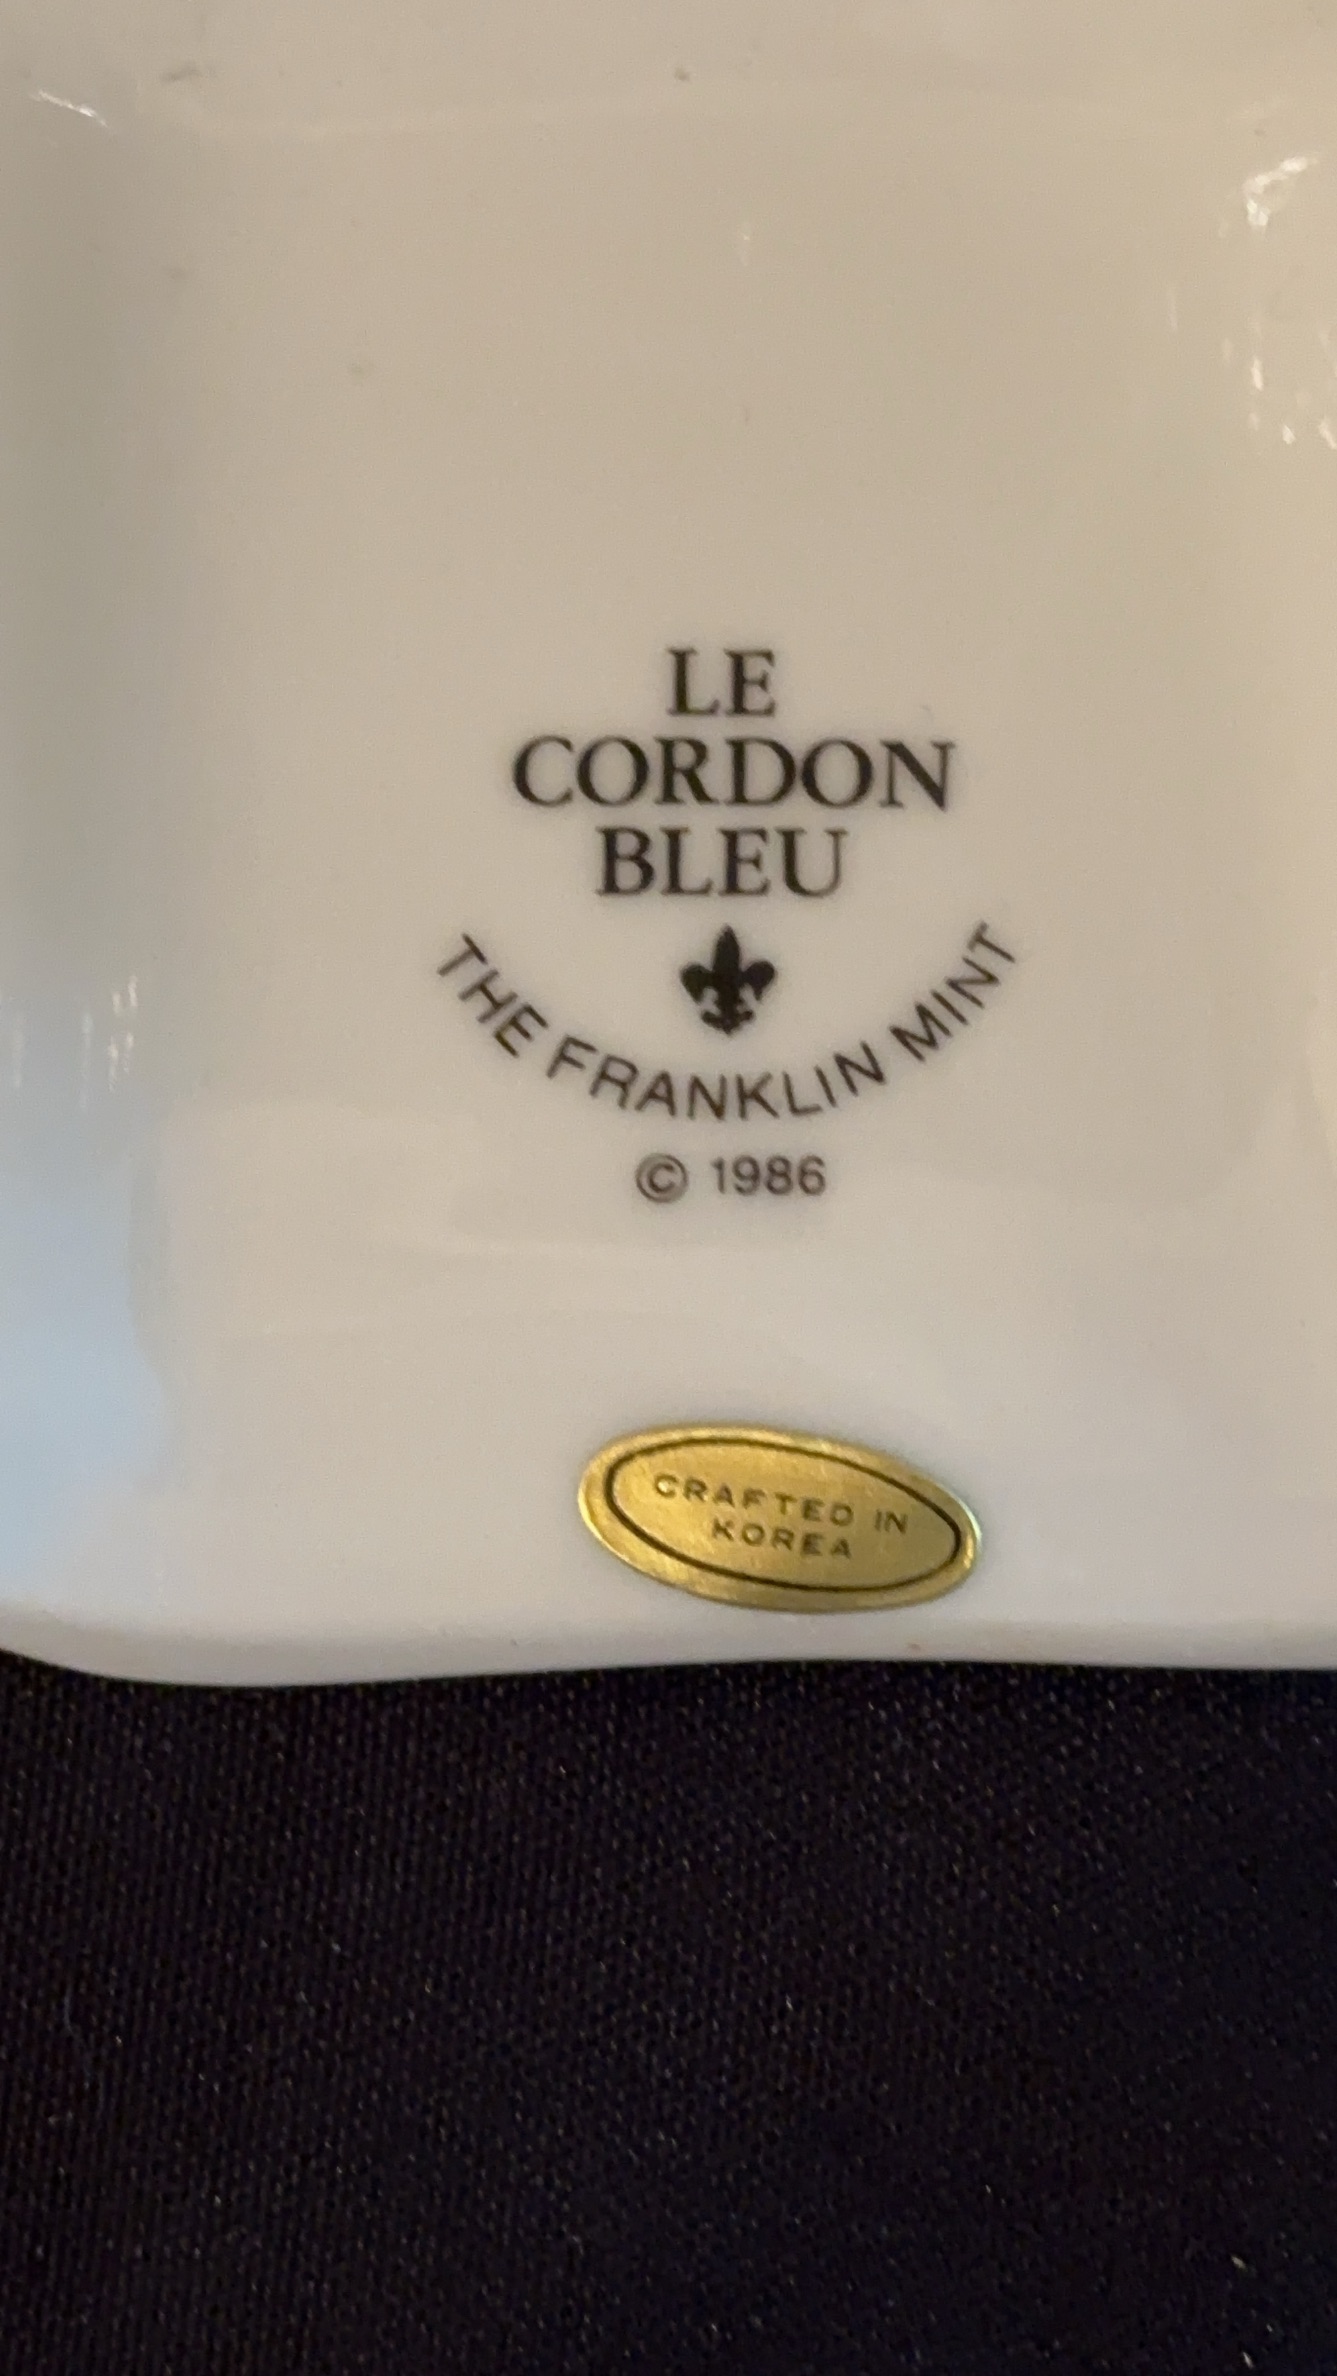 LE
CORDON
BLEU
THE FRANKLIN MINT
© 1986
CRAFTED IN
KOREA